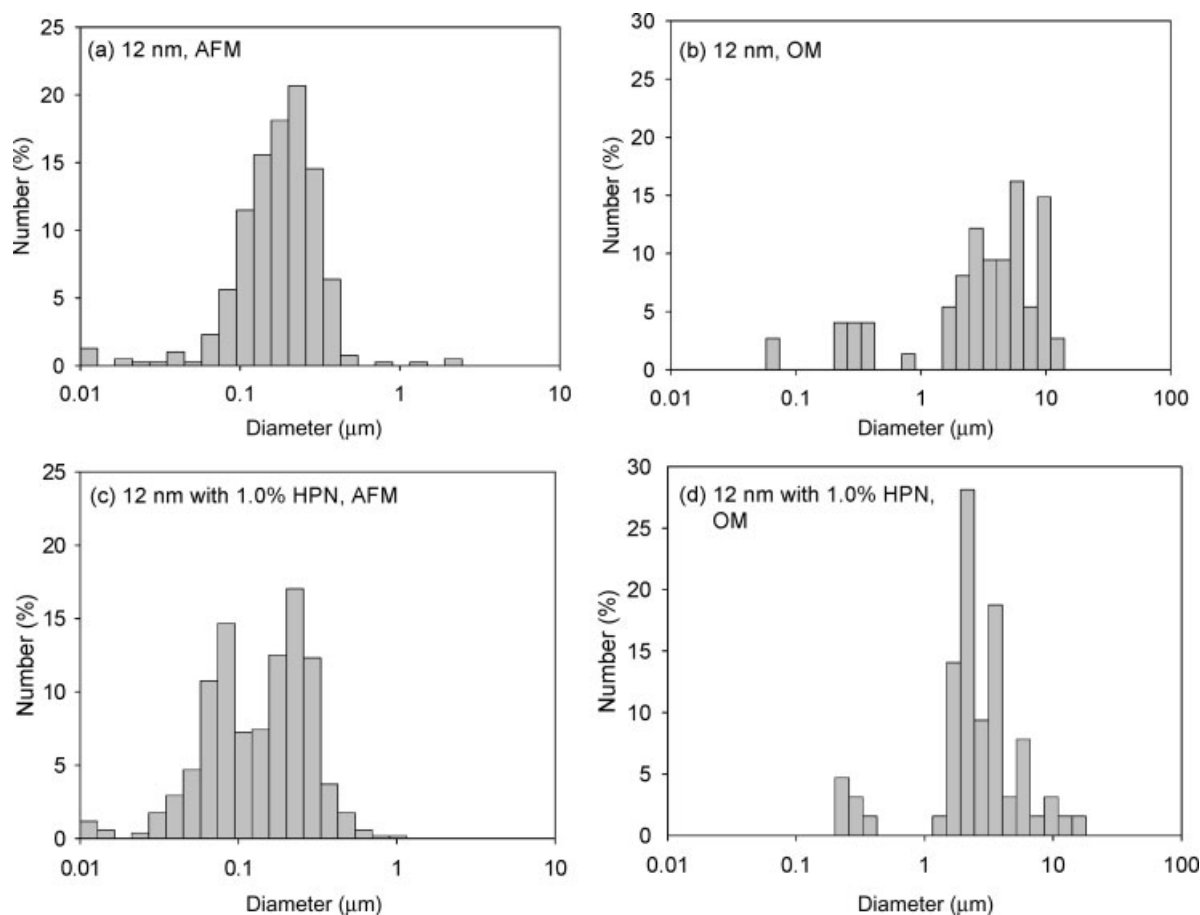 (a) 12 nm, AFM
25
20
15
10
5
0
Number (%)
0.01 0.1 1 10
Diameter (μm)
(b) 12 nm, OM
30
25
20
15
10
5
0
Number (%)
0.01 0.1 1 10 100
Diameter (μm)
(c) 12 nm with 1.0% HPN, AFM
25
20
15
10
5
0
Number (%)
0.01 0.1 1 10
Diameter (μm)
(d) 12 nm with 1.0% HPN,
OM
30
25
20
15
10
5
0
Number (%)
0.01 0.1 1 10 100
Diameter (μm)